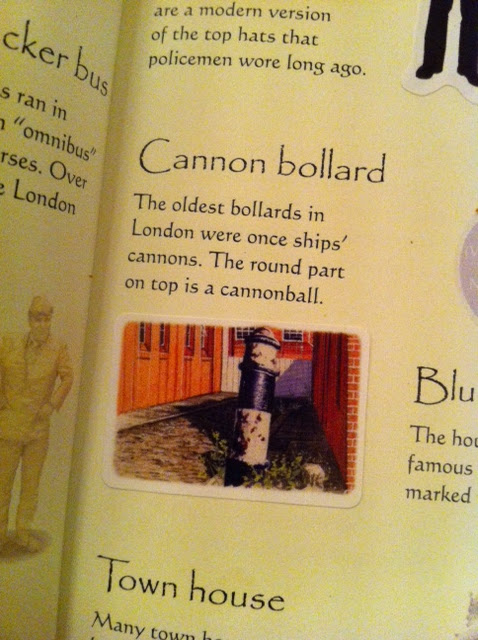 cker bus
s ran in
"omnibus"
rses. Over
London
are a modern version
of the top hats that
policemen wore long ago.
Cannon bollard
The oldest bollards in
London were once ships'
cannons. The round part
on top is a cannonball.
Town house
Many town
Blu
The hou
famous
marked